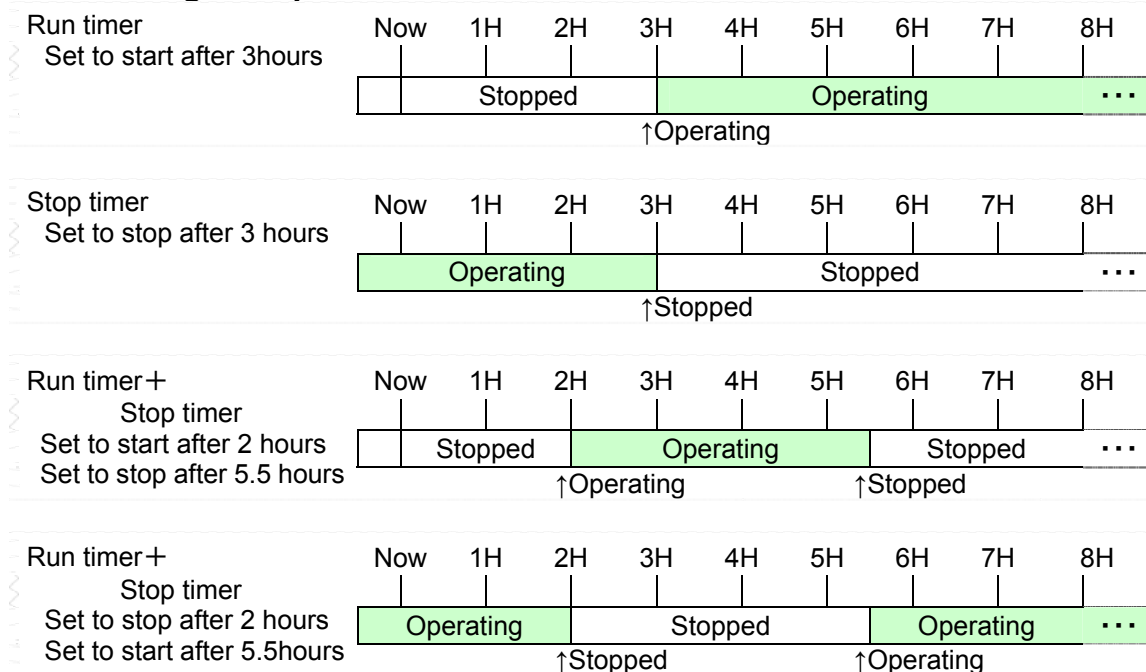 Run timer
Set to start after 3hours
Now 1H 2H 3H 4H 5H 6H 7H 8H
Stopped Operating ･･･
↑Operating
Stop timer
Set to stop after 3 hours
Now 1H 2H 3H 4H 5H 6H 7H 8H
Operating Stopped ･･･
↑Stopped
Run timer＋
Stop timer
Set to start after 2 hours
Set to stop after 5.5 hours
Now 1H 2H 3H 4H 5H 6H 7H 8H
Stopped Operating Stopped ･･･
↑Operating ↑Stopped
Run timer＋
Stop timer
Set to stop after 2 hours
Set to start after 5.5hours
Now 1H 2H 3H 4H 5H 6H 7H 8H
Operating Stopped Operating ･･･
↑Stopped ↑Operating